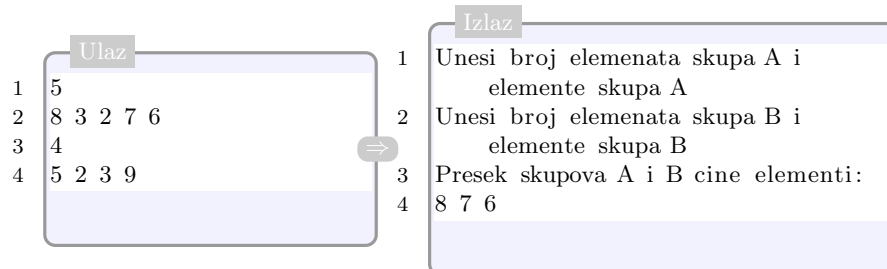 Ulaz
1 5
2 8 3 2 7 6
3 4
4 5 2 3 9
⇒
Izlaz
1 Unesi broj elemenata skupa A i
elemente skupa A
2 Unesi broj elemenata skupa B i
elemente skupa B
3 Presek skupova A i B cine elementi:
4 8 7 6